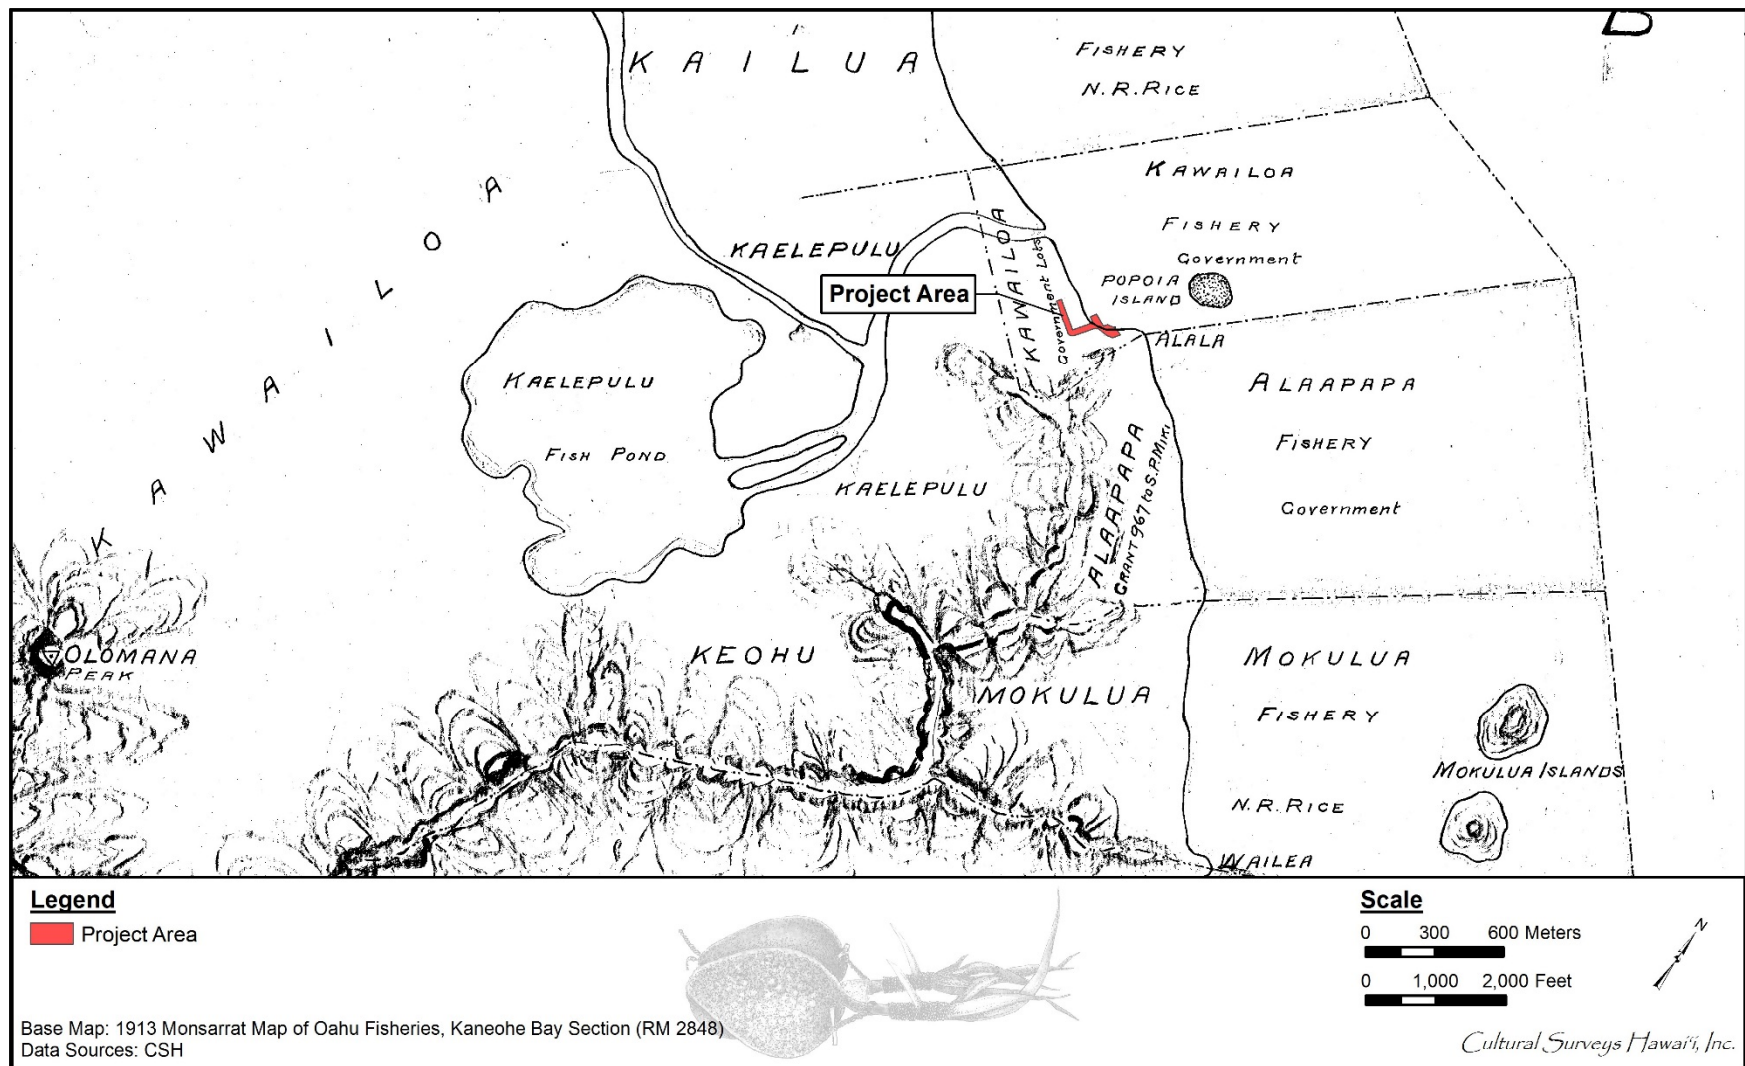 B
KAILUA
FISHERY
N.R.RICE
KAWAILOA
FISHERY
Government
POPOIA
ISLAND
KAWAILOA
KAELEPULU
KAWAILOA
Government Lots
Project Area
ALALA
KAELEPULU
FISH POND
KAELEPULU
ALAAPAPA
GRANT 967 to S.P.MIKI
ALAAPAPA
FISHERY
Government
OLOMANA
PEAK
KEOHU
MOKULUA
MOKULUA
FISHERY
MOKULUA ISLANDS
N.R.RICE
WAILEA
Legend
Project Area
Scale
0 300 600 Meters
0 1,000 2,000 Feet
N
Base Map: 1913 Monsarrat Map of Oahu Fisheries, Kaneohe Bay Section (RM 2848)
Data Sources: CSH
Cultural Surveys Hawai‘i, Inc.